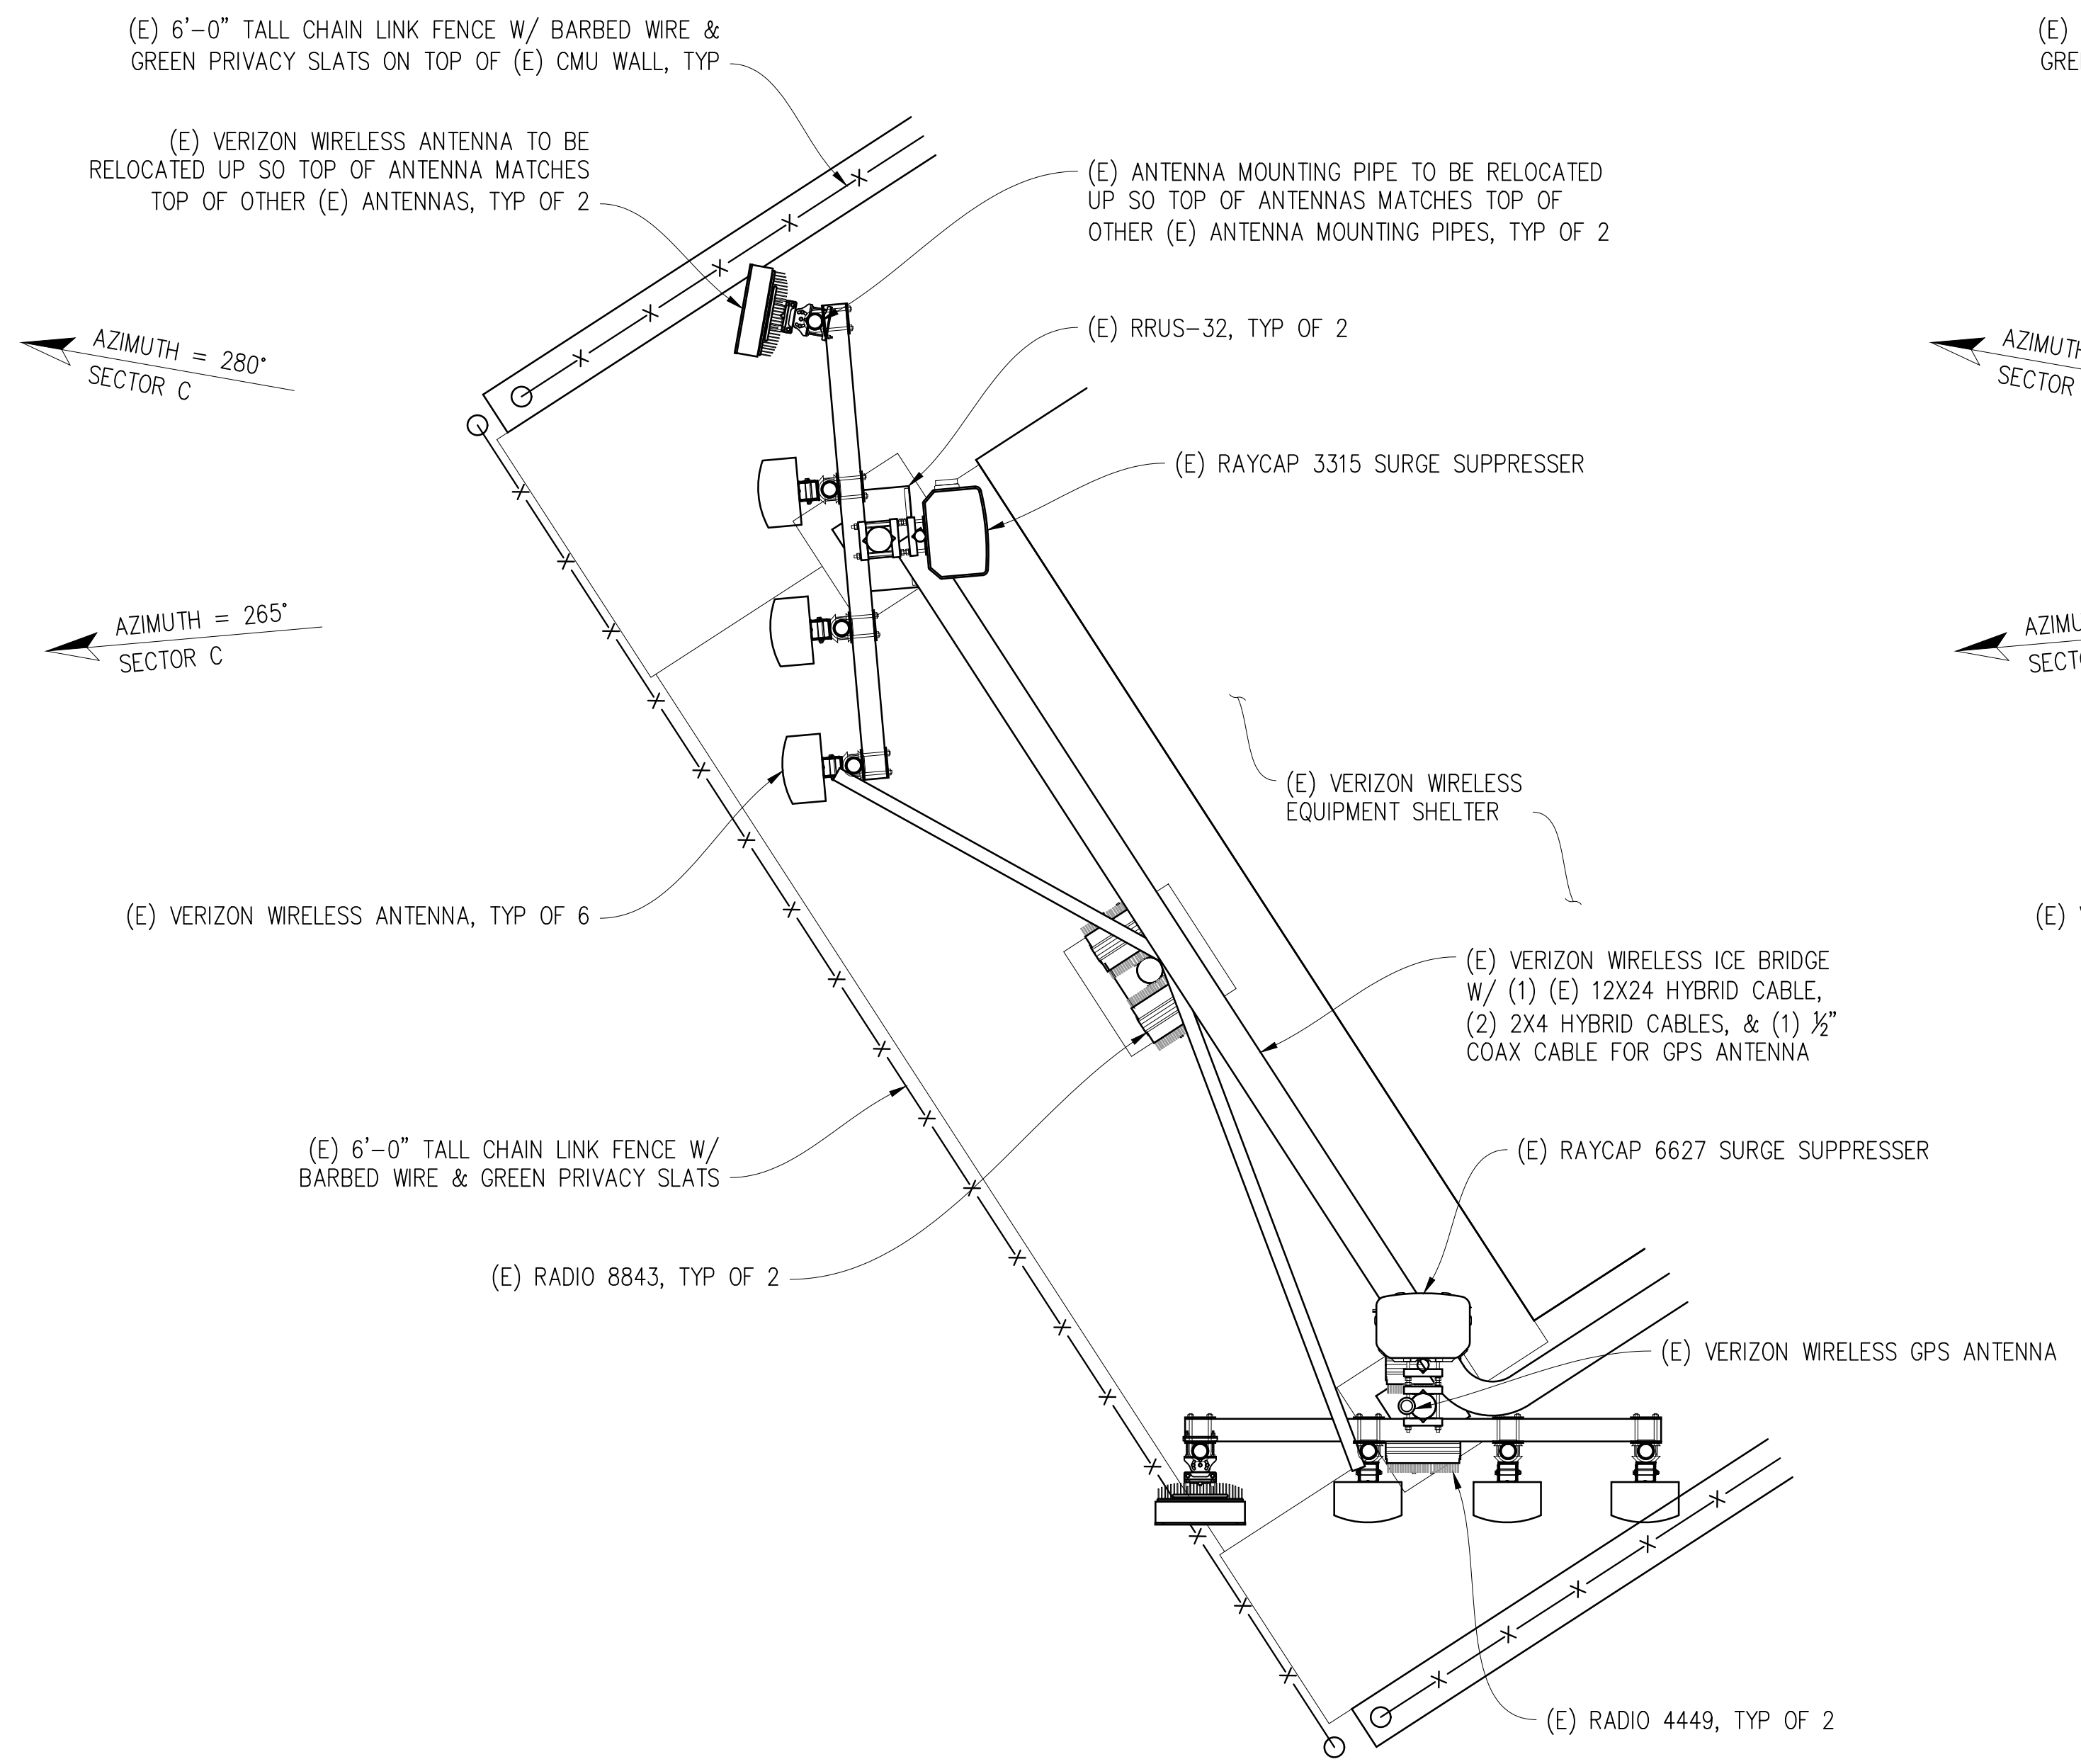 (E) 6'-0" TALL CHAIN LINK FENCE W/ BARBED WIRE &
GREEN PRIVACY SLATS ON TOP OF (E) CMU WALL, TYP
(E) VERIZON WIRELESS ANTENNA TO BE
RELOCATED UP SO TOP OF ANTENNA MATCHES
TOP OF OTHER (E) ANTENNAS, TYP OF 2
(E) ANTENNA MOUNTING PIPE TO BE RELOCATED
UP SO TOP OF ANTENNAS MATCHES TOP OF
OTHER (E) ANTENNA MOUNTING PIPES, TYP OF 2
(E) RRUS-32, TYP OF 2
AZIMUTH = 280°
SECTOR C
(E) RAYCAP 3315 SURGE SUPPRESSER
AZIMUTH = 265°
SECTOR C
(E) VERIZON WIRELESS
EQUIPMENT SHELTER
(E) VERIZON WIRELESS ANTENNA, TYP OF 6
(E) VERIZON WIRELESS ICE BRIDGE
W/ (1) (E) 12X24 HYBRID CABLE,
(2) 2X4 HYBRID CABLES, & (1) ½"
COAX CABLE FOR GPS ANTENNA
(E) 6'-0" TALL CHAIN LINK FENCE W/
BARBED WIRE & GREEN PRIVACY SLATS
(E) RAYCAP 6627 SURGE SUPPRESSER
(E) RADIO 8843, TYP OF 2
(E) VERIZON WIRELESS GPS ANTENNA
(E) RADIO 4449, TYP OF 2
(E)
SECTOR
(E)